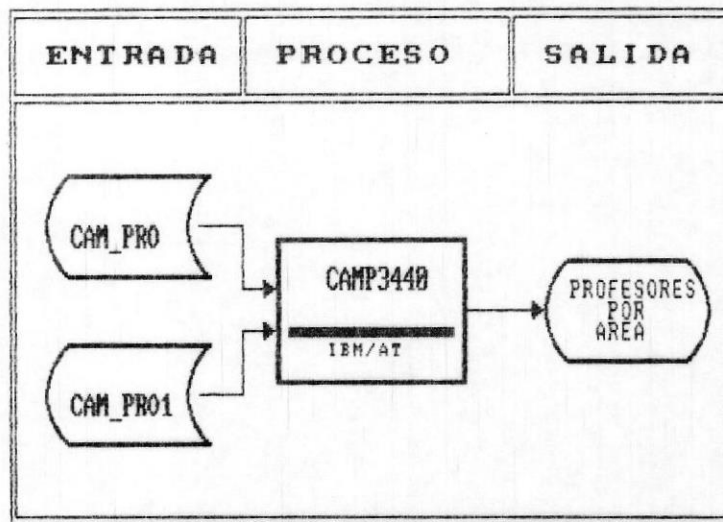 ENTRADA PROCESO SALIDA
CAM_PRO
CAMP3440
IBM/AT
CAM_PRO1
PROFESORES
POR
AREA